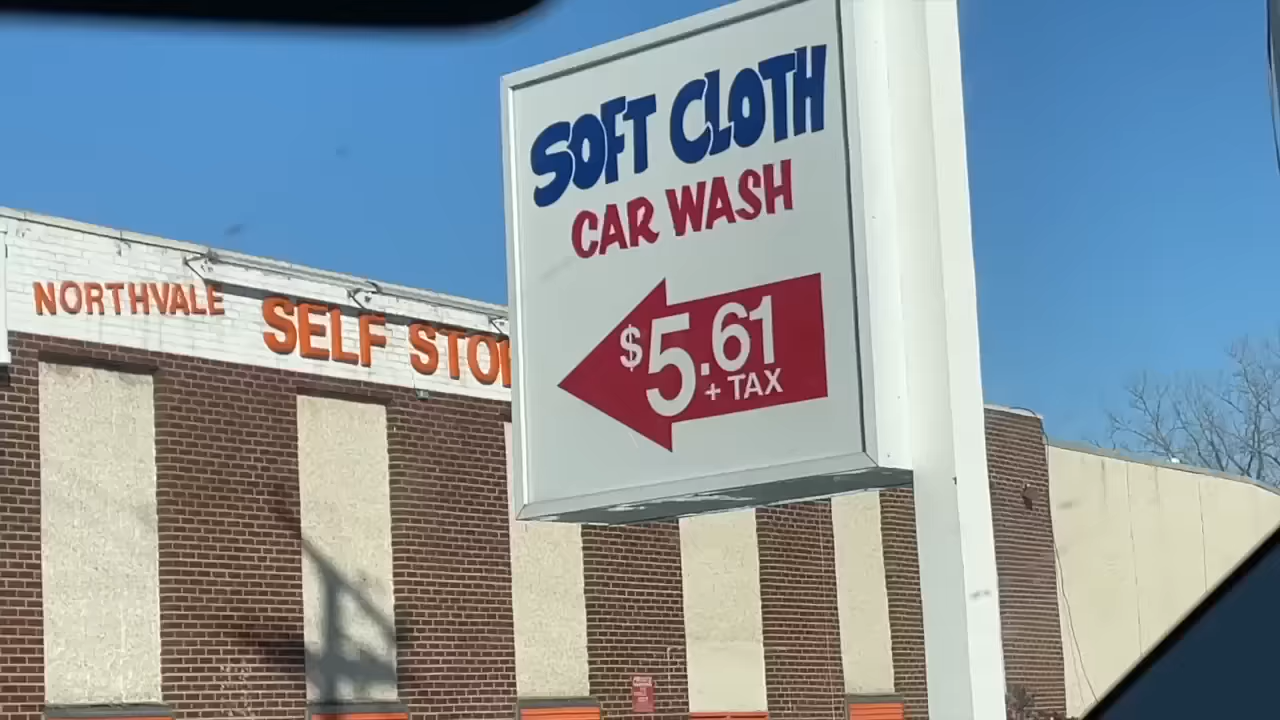 SOFT CLOTH
CAR WASH
$5.61
+ TAX
NORTHVALE
SELF STO